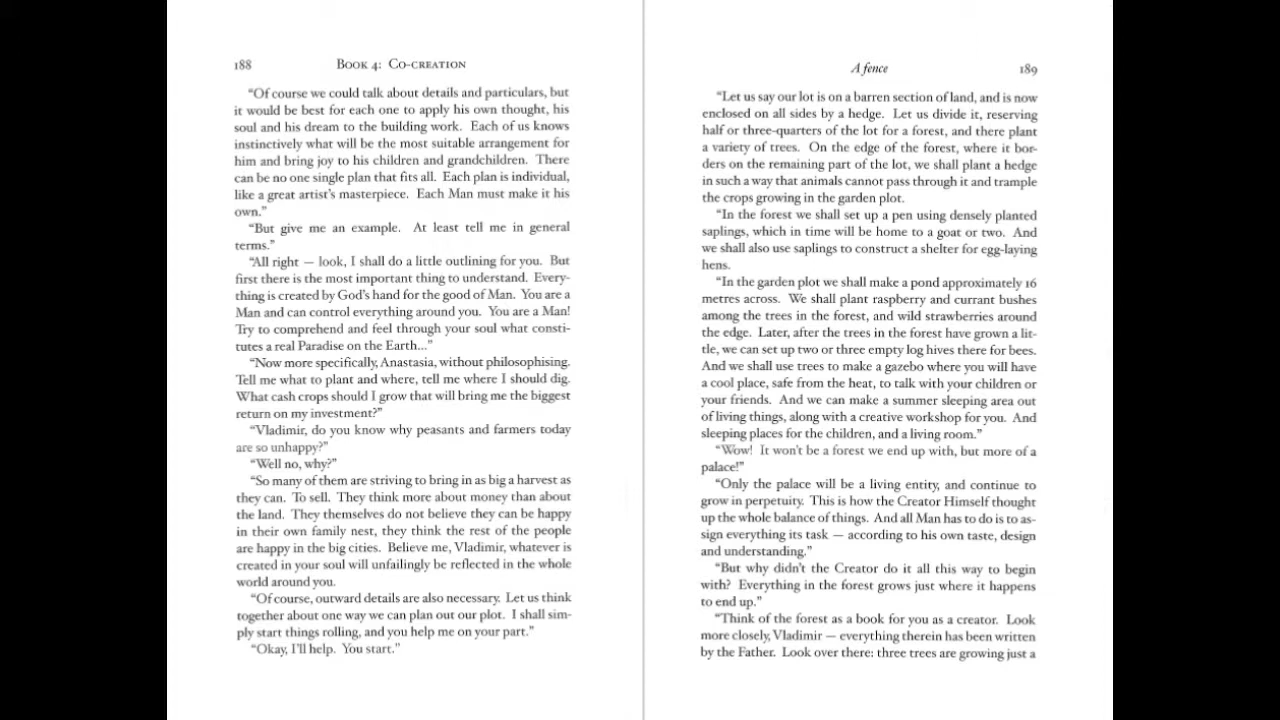 188
Book 4: Co-creation
“Of course we could talk about details and particulars, but
it would be best for each one to apply his own thought, his
soul and his dream to the building work. Each of us knows
instinctively what will be the most suitable arrangement for
him and bring joy to his children and grandchildren. There
can be no one single plan that fits all. Each plan is individual,
like a great artist’s masterpiece. Each Man must make it his
own.”
“But give me an example. At least tell me in general
terms.”
“All right — look, I shall do a little outlining for you. But
first there is the most important thing to understand. Every-
thing is created by God’s hand for the good of Man. You are a
Man and can control everything around you. You are a Man!
Try to comprehend and feel through your soul what consti-
tutes a real Paradise on the Earth...”
“Now more specifically, Anastasia, without philosophising.
Tell me what to plant and where, tell me where I should dig.
What cash crops should I grow that will bring me the biggest
return on my investment?”
“Vladimir, do you know why peasants and farmers today
are so unhappy?”
“Well no, why?”
“So many of them are striving to bring in as big a harvest as
they can. To sell. They think more about money than about
the land. They themselves do not believe they can be happy
in their own family nest, they think the rest of the people
are happy in the big cities. Believe me, Vladimir, whatever is
created in your soul will unfailingly be reflected in the whole
world around you.
“Of course, outward details are also necessary. Let us think
together about one way we can plan out our plot. I shall sim-
ply start things rolling, and you help me on your part.”
“Okay, I’ll help. You start.”
A fence
189
“Let us say our lot is on a barren section of land, and is now
enclosed on all sides by a hedge. Let us divide it, reserving
half or three-quarters of the lot for a forest, and there plant
a variety of trees. On the edge of the forest, where it bor-
ders on the remaining part of the lot, we shall plant a hedge
in such a way that animals cannot pass through it and trample
the crops growing in the garden plot.
“In the forest we shall set up a pen using densely planted
saplings, which in time will be home to a goat or two. And
we shall also use saplings to construct a shelter for egg-laying
hens.
“In the garden plot we shall make a pond approximately 16
metres across. We shall plant raspberry and currant bushes
among the trees in the forest, and wild strawberries around
the edge. Later, after the trees in the forest have grown a lit-
tle, we can set up two or three empty log hives there for bees.
And we shall use trees to make a gazebo where you will have
a cool place, safe from the heat, to talk with your children or
your friends. And we can make a summer sleeping area out
of living things, along with a creative workshop for you. And
sleeping places for the children, and a living room.”
“Wow! It won’t be a forest we end up with, but more of a
palace!”
“Only the palace will be a living entity, and continue to
grow in perpetuity. This is how the Creator Himself thought
up the whole balance of things. And all Man has to do is to as-
sign everything its task — according to his own taste, design
and understanding.”
“But why didn’t the Creator do it all this way to begin
with? Everything in the forest grows just where it happens
to end up.”
“Think of the forest as a book for you as a creator. Look
more closely, Vladimir — everything therein has been written
by the Father. Look over there: three trees are growing just a